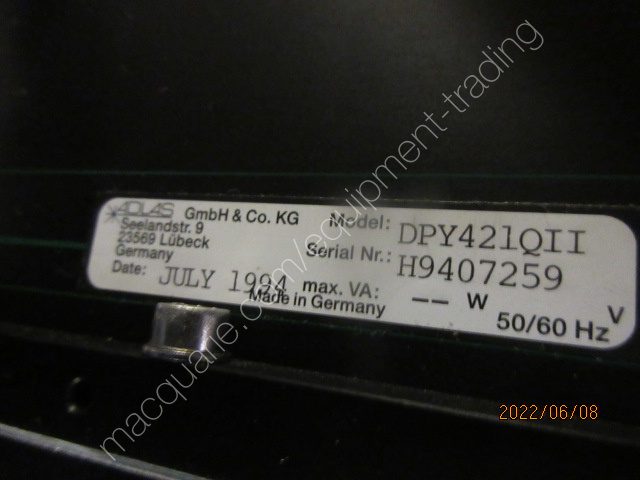 ADLAS GmbH & Co. KG Model: DPY421QII
Seelandstr. 9
23569 Lübeck Serial Nr.: H9407259
Germany
Date: JULY 1994 max. VA: -- W V
Made in Germany 50/60 Hz
macquarie.com/equipment-trading
2022/06/08